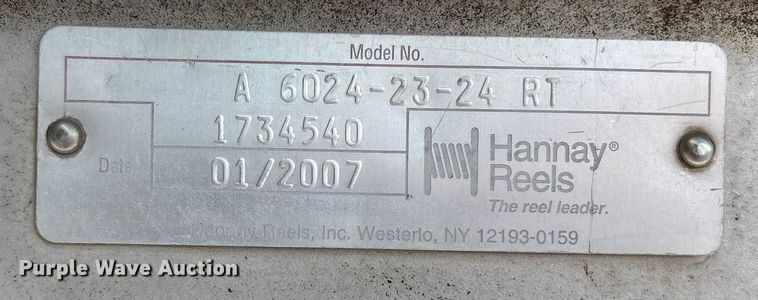 Model No.
A 6024-23-24 RT
1734540
Date 01/2007
Hannay®
Reels
The reel leader.
Hannay Reels, Inc. Westerlo, NY 12193-0159
Purple Wave Auction